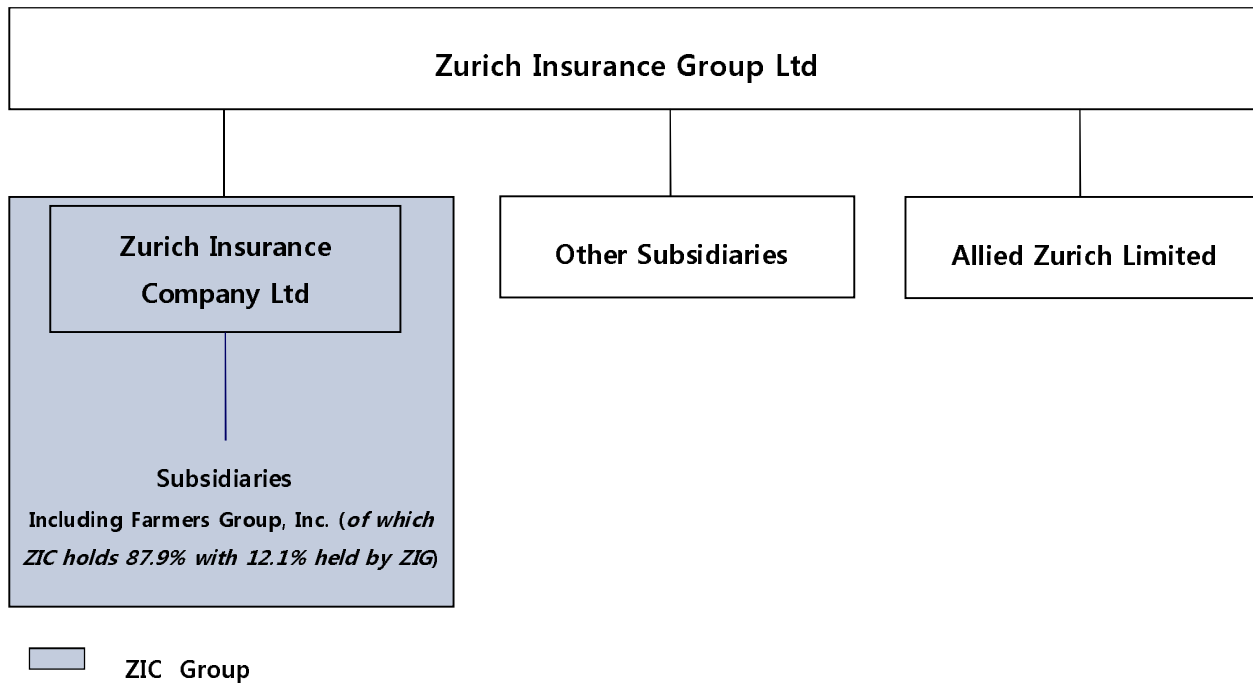 Zurich Insurance Group Ltd
Zurich Insurance
Company Ltd
Other Subsidiaries
Allied Zurich Limited
Subsidiaries
Including Farmers Group, Inc. (of which
ZIC holds 87.9% with 12.1% held by ZIG)
ZIC Group